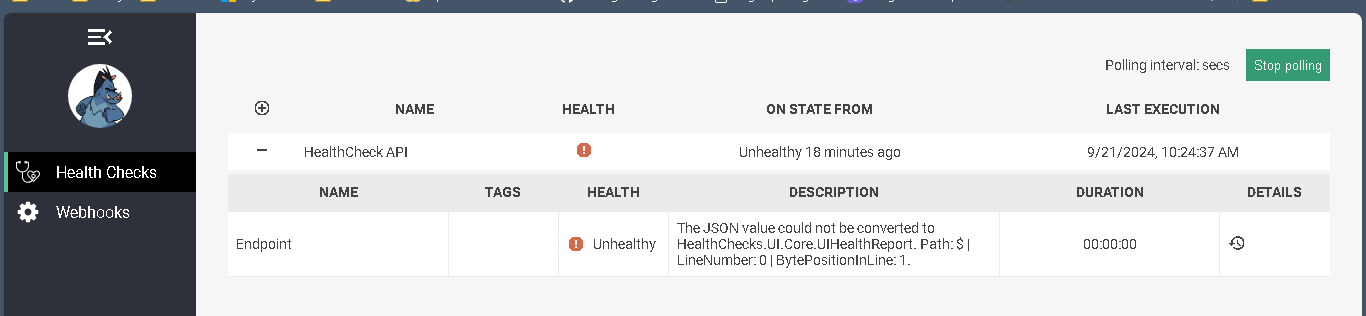 Polling interval: secs Stop polling
NAME HEALTH ON STATE FROM LAST EXECUTION
HealthCheck API Unhealthy 18 minutes ago 9/21/2024, 10:24:37 AM
Health Checks
NAME TAGS HEALTH DESCRIPTION DURATION DETAILS
Webhooks
Endpoint Unhealthy The JSON value could not be converted to
HealthChecks.UI.Core.UIHealthReport. Path: $ |
LineNumber: 0 | BytePositionInLine: 1.
00:00:00